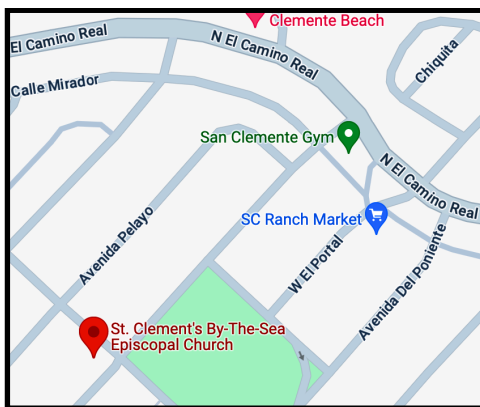 Clemente Beach
El Camino Real
N El Camino Real
Chiquita
Calle Mirador
San Clemente Gym
N El Camino Real
Avenida Pelayo
SC Ranch Market
W El Portal
Avenida Del Poniente
St. Clement's By-The-Sea
Episcopal Church